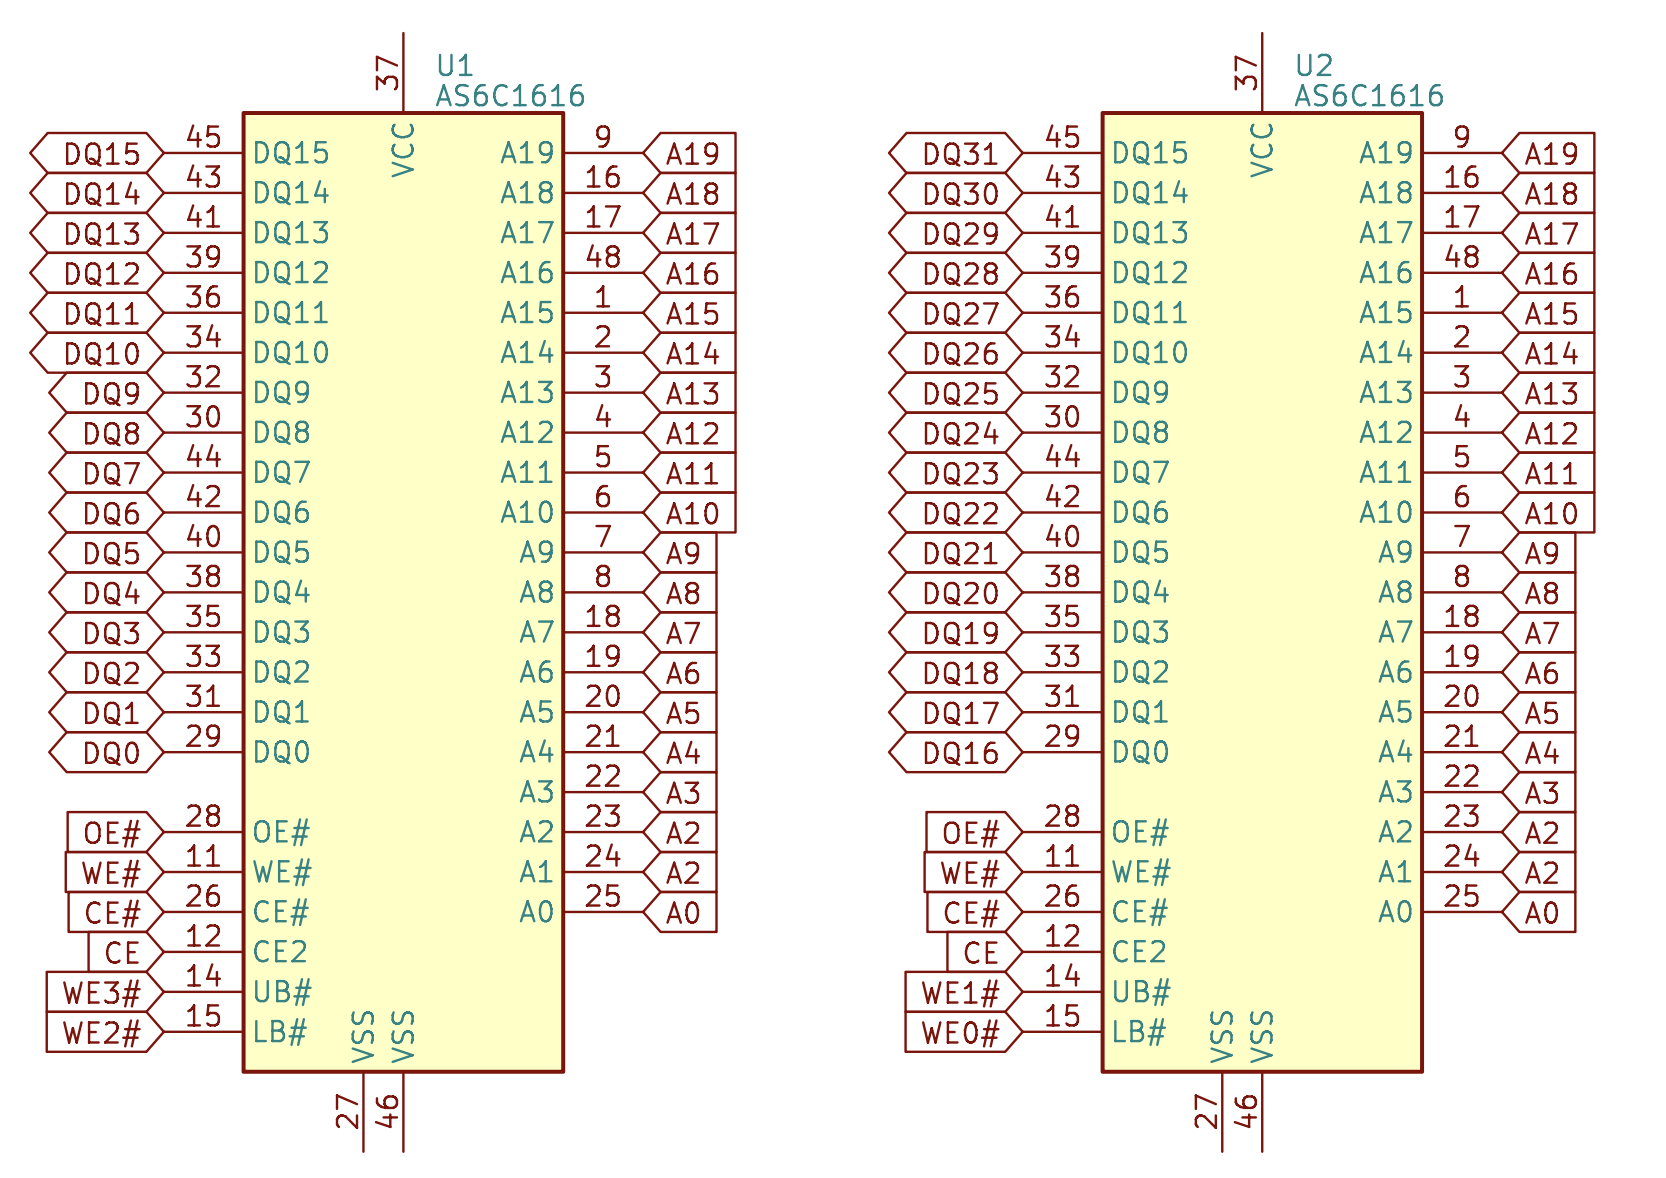 37 U1 37 U2
AS6C1616 AS6C1616
DQ15 45 DQ15 VCC A19 9 A19 DQ31 45 DQ15 VCC A19 9 A19
DQ14 43 DQ14 A18 16 A18 DQ30 43 DQ14 A18 16 A18
DQ13 41 DQ13 A17 17 A17 DQ29 41 DQ13 A17 17 A17
DQ12 39 DQ12 A16 48 A16 DQ28 39 DQ12 A16 48 A16
DQ11 36 DQ11 A15 1 A15 DQ27 36 DQ11 A15 1 A15
DQ10 34 DQ10 A14 2 A14 DQ26 34 DQ10 A14 2 A14
DQ9 32 DQ9 A13 3 A13 DQ25 32 DQ9 A13 3 A13
DQ8 30 DQ8 A12 4 A12 DQ24 30 DQ8 A12 4 A12
DQ7 44 DQ7 A11 5 A11 DQ23 44 DQ7 A11 5 A11
DQ6 42 DQ6 A10 6 A10 DQ22 42 DQ6 A10 6 A10
DQ5 40 DQ5 A9 7 A9 DQ21 40 DQ5 A9 7 A9
DQ4 38 DQ4 A8 8 A8 DQ20 38 DQ4 A8 8 A8
DQ3 35 DQ3 A7 18 A7 DQ19 35 DQ3 A7 18 A7
DQ2 33 DQ2 A6 19 A6 DQ18 33 DQ2 A6 19 A6
DQ1 31 DQ1 A5 20 A5 DQ17 31 DQ1 A5 20 A5
DQ0 29 DQ0 A4 21 A4 DQ16 29 DQ0 A4 21 A4
A3 22 A3 A3 22 A3
OE# 28 OE# A2 23 A2 OE# 28 OE# A2 23 A2
WE# 11 WE# A1 24 A2 WE# 11 WE# A1 24 A2
CE# 26 CE# A0 25 A0 CE# 26 CE# A0 25 A0
CE 12 CE2 CE 12 CE2
WE3# 14 UB# WE1# 14 UB#
WE2# 15 LB# VSS VSS WE0# 15 LB# VSS VSS
27 46 27 46